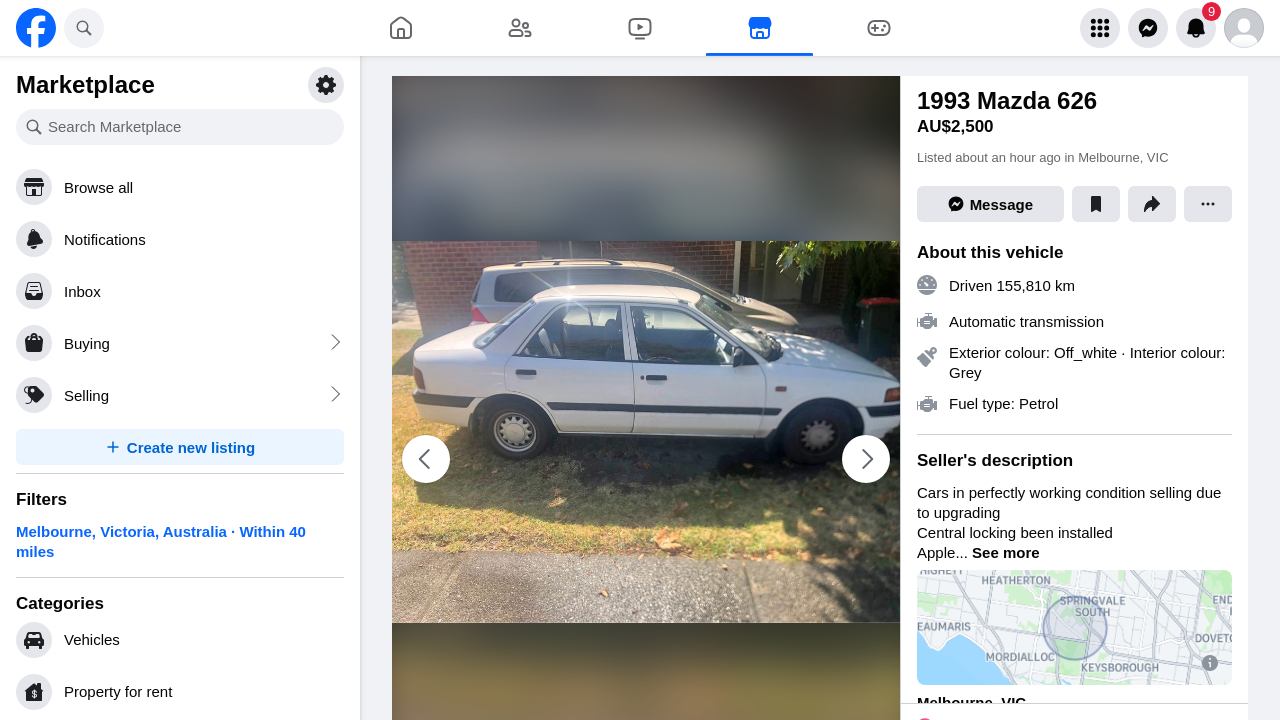 9
Marketplace
Search Marketplace
Browse all
Notifications
Inbox
Buying
Selling
Create new listing
Filters
Melbourne, Victoria, Australia · Within 40
miles
Categories
Vehicles
Property for rent
1993 Mazda 626
AU$2,500
Listed about an hour ago in Melbourne, VIC
Message
About this vehicle
Driven 155,810 km
Automatic transmission
Exterior colour: Off_white · Interior colour:
Grey
Fuel type: Petrol
Seller's description
Cars in perfectly working condition selling due
to upgrading
Central locking been installed
Apple... See more
HEATHERTON
SPRINGVALE
SOUTH
EAUMARIS
DOVETO
MORDIALLOC
KEYSBOROUGH
Melbourne, VIC